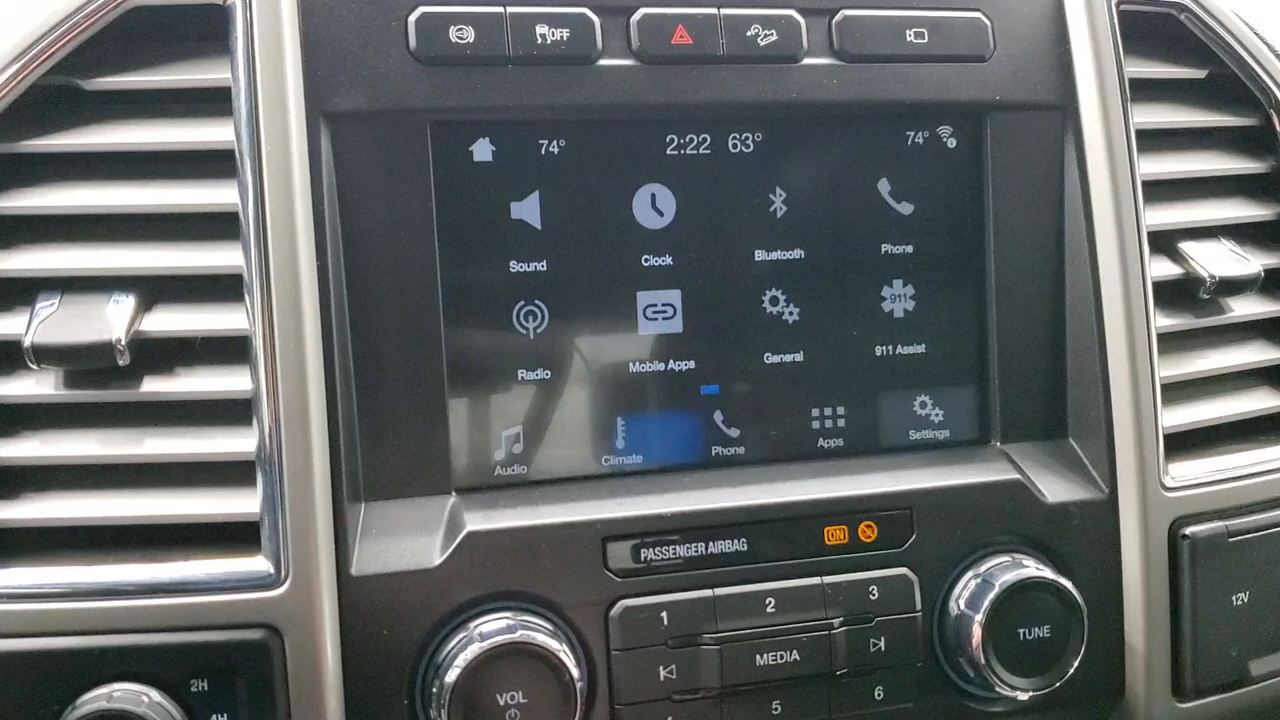 OFF
74° 2:22 63° 74°
Sound Clock Bluetooth Phone
911
Radio Mobile Apps General 911 Assist
Audio Climate Phone Apps Settings
PASSENGER AIRBAG ON
1 2 3
MEDIA
5 6
VOL
TUNE
12V
2H
4H